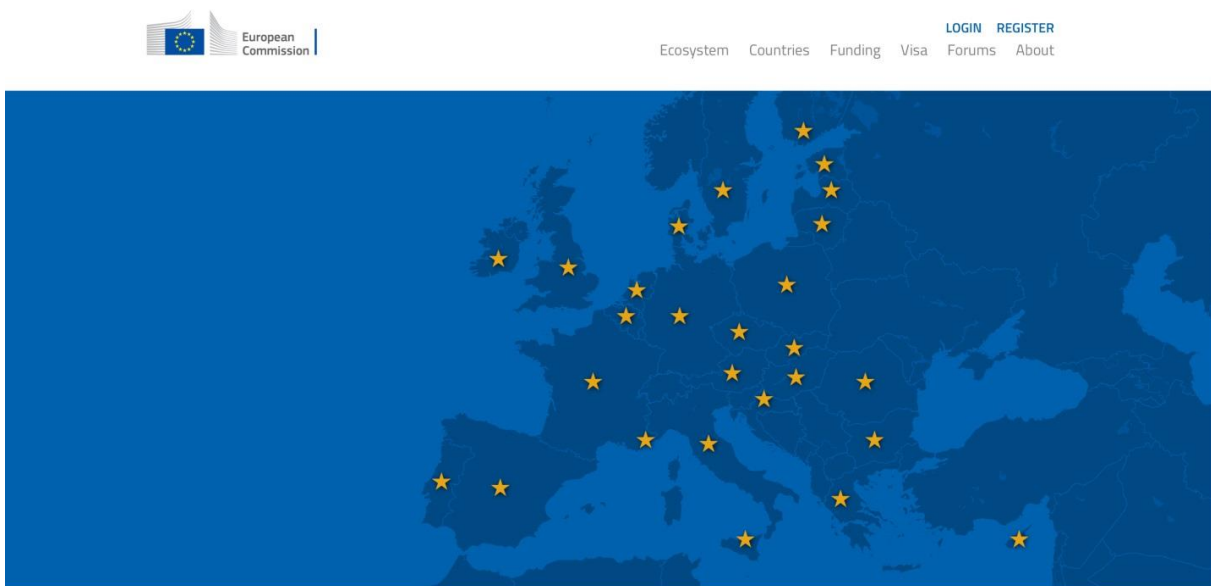 European
Commission
LOGIN REGISTER
Ecosystem Countries Funding Visa Forums About